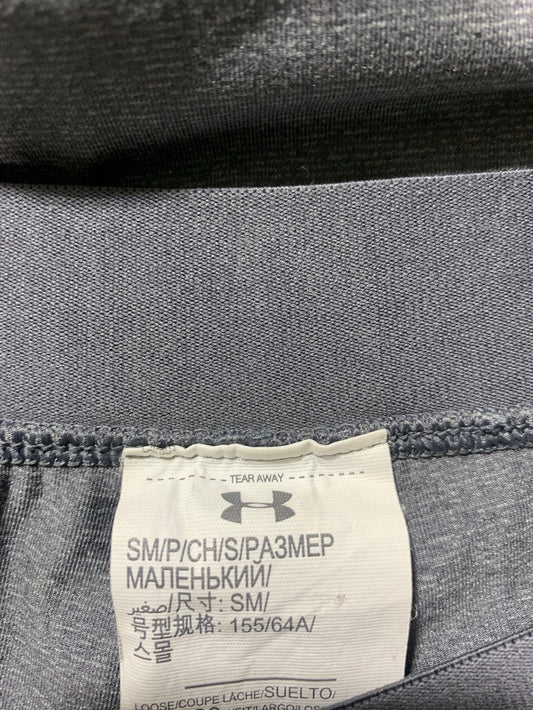 TEAR AWAY
SM/P/CH/S/РАЗМЕР
МАЛЕНЬКИЙ/
صغير/尺寸: SM/
号型规格: 155/64A/
스몰
LOOSE/COUPE LÂCHE/SUELTO/